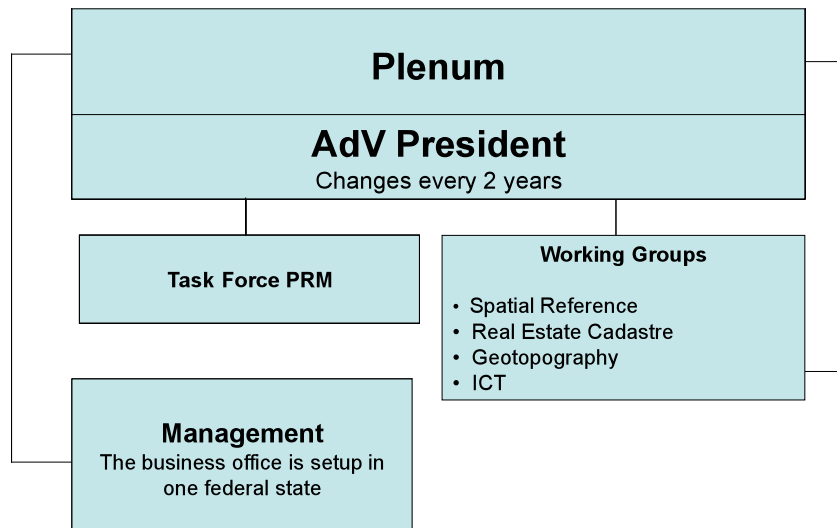 Plenum
AdV President
Changes every 2 years
Task Force PRM
Working Groups
• Spatial Reference
• Real Estate Cadastre
• Geotopography
• ICT
Management
The business office is setup in
one federal state